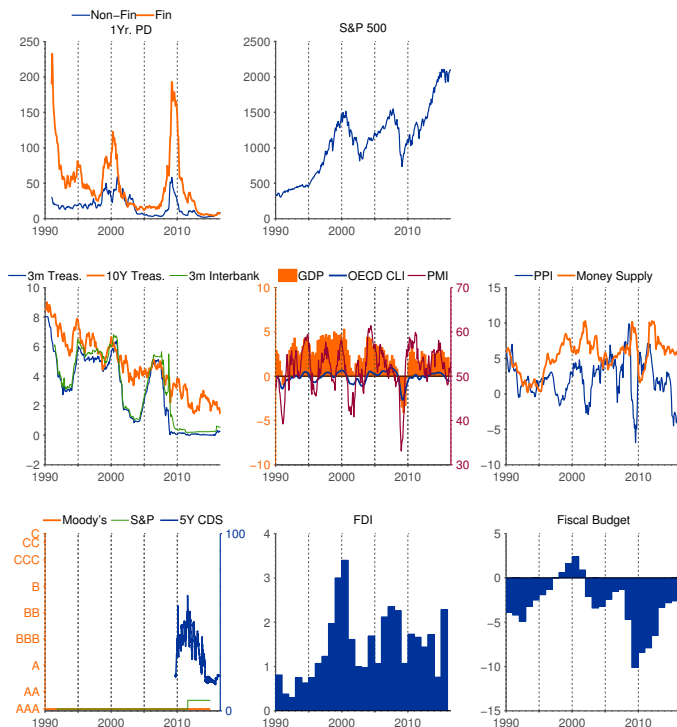 Non−Fin Fin
1Yr. PD
250
200
150
100
50
0
1990 2000 2010
S&P 500
2500
2000
1500
1000
500
0
1990 2000 2010
3m Treas. 10Y Treas. 3m Interbank
10
8
6
4
2
0
−2
1990 2000 2010
GDP OECD CLI PMI
10
5
0
−5
−10
70
60
50
40
30
1990 2000 2010
PPI Money Supply
15
10
5
0
−5
−10
1990 2000 2010
Moody's S&P 5Y CDS
C
CC
CCC
B
BB
BBB
A
AA
AAA
100
0
1990 2000 2010
FDI
4
3
2
1
0
1990 2000 2010
Fiscal Budget
5
0
−5
−10
−15
1990 2000 2010